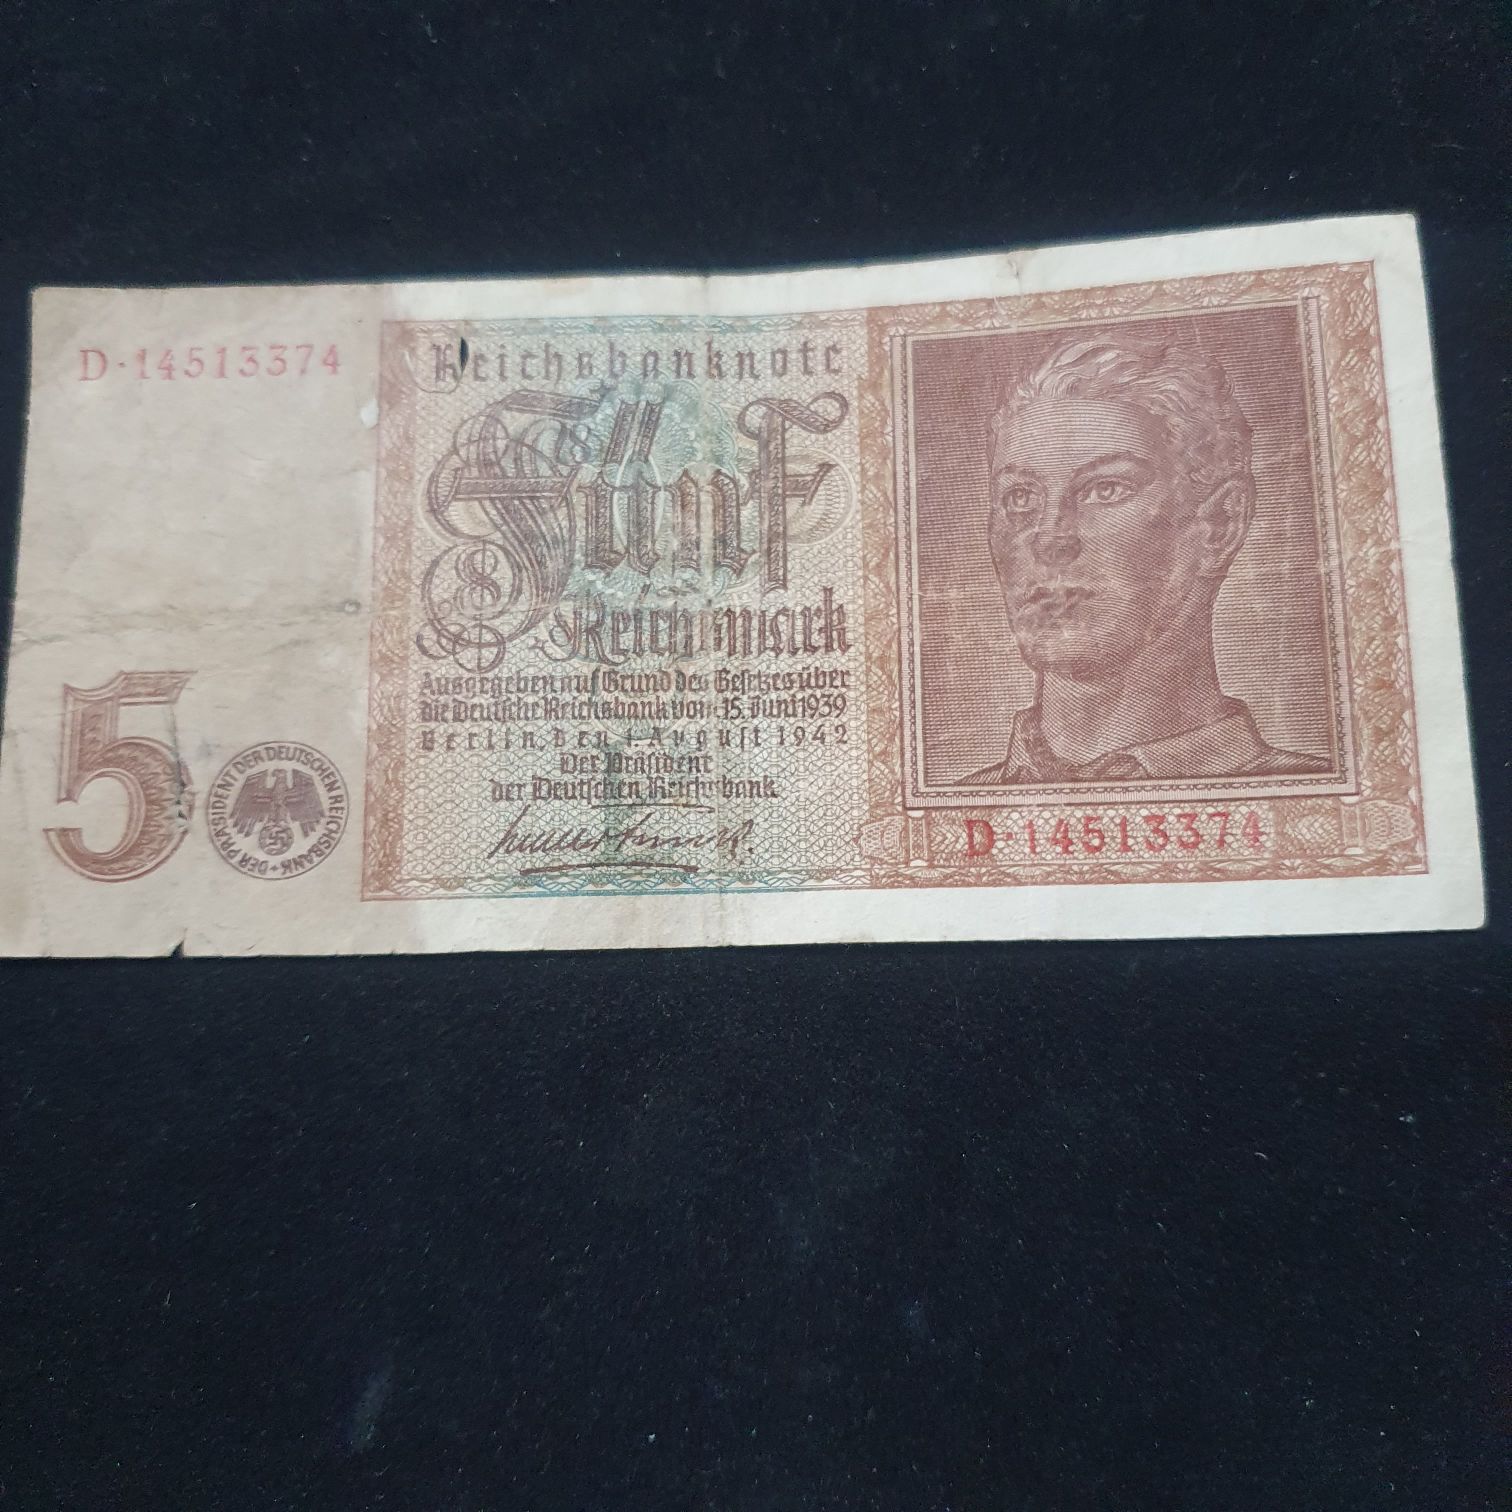 D·14513374
Reichsbanknote
Fünf
Reichsmark
Ausgegeben auf Grund des Gesetzes über
die Deutsche Reichsbank vom 15. Juni 1939
Berlin, den 1. August 1942
Der Präsident
der Deutschen Reichsbank
5
DER PRÄSIDENT DER DEUTSCHEN REICHSBANK
D·14513374